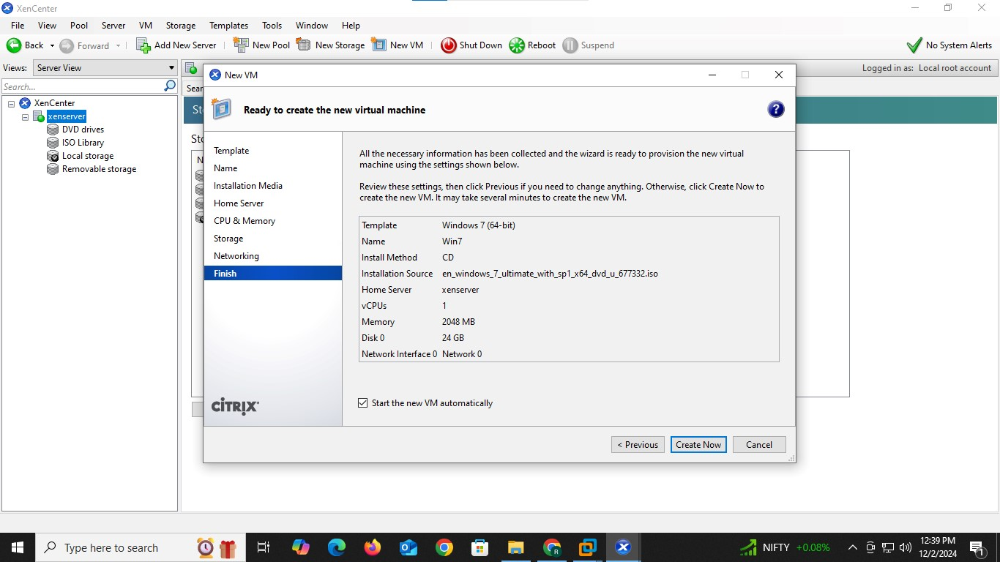 XenCenter
File View Pool Server VM Storage Templates Tools Window Help
Back Forward Add New Server New Pool New Storage New VM Shut Down Reboot Suspend No System Alerts
Views: Server View Logged in as: Local root account
Search...
XenCenter
xenserver
DVD drives
ISO Library
Local storage
Removable storage
New VM
Ready to create the new virtual machine
Template
Name
Installation Media
Home Server
CPU & Memory
Storage
Networking
Finish
CITRIX
All the necessary information has been collected and the wizard is ready to provision the new virtual
machine using the settings shown below.
Review these settings, then click Previous if you need to change anything. Otherwise, click Create Now to
create the new VM. It may take several minutes to create the new VM.
Template Windows 7 (64-bit)
Name Win7
Install Method CD
Installation Source en_windows_7_ultimate_with_sp1_x64_dvd_u_677332.iso
Home Server xenserver
vCPUs 1
Memory 2048 MB
Disk 0 24 GB
Network Interface 0 Network 0
Start the new VM automatically
< Previous Create Now Cancel
Type here to search
NIFTY +0.08%
12:39 PM
12/2/2024
1